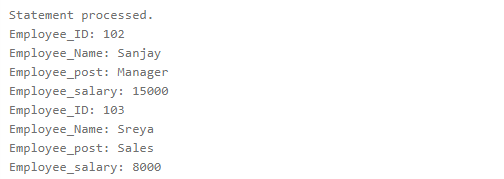 Statement processed.
Employee_ID: 102
Employee_Name: Sanjay
Employee_post: Manager
Employee_salary: 15000
Employee_ID: 103
Employee_Name: Sreya
Employee_post: Sales
Employee_salary: 8000